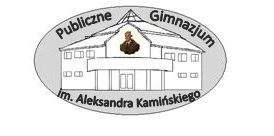 Publiczne Gimnazjum
im. Aleksandra Kamińskiego